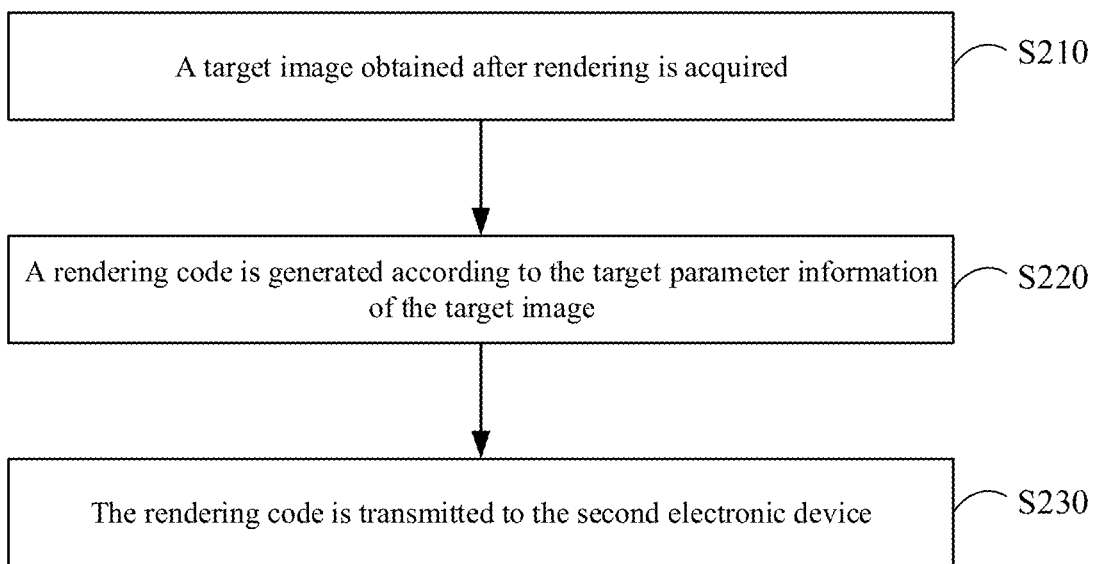 A target image obtained after rendering is acquired
S210
A rendering code is generated according to the target parameter information
of the target image
S220
The rendering code is transmitted to the second electronic device
S230